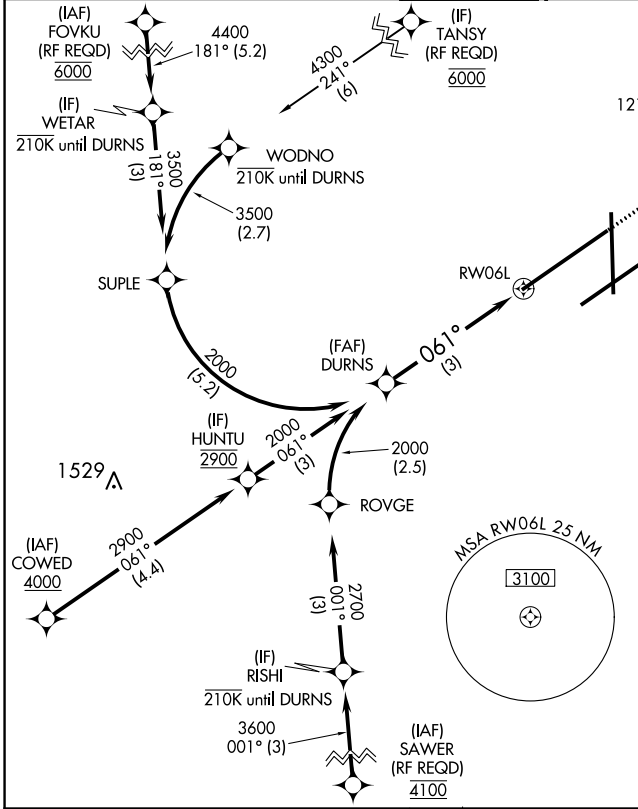 (IAF)
FOVKU
(RF REQD)
6000
4400
181° (5.2)
(IF)
TANSY
(RF REQD)
6000
4300
241°
(6)
(IF)
WETAR
210K until DURNS
3500
181°
(3)
WODNO
210K until DURNS
3500
(2.7)
121
SUPLE
RW06L
061°
(3)
(FAF)
DURNS
2000
(5.2)
(IF)
HUNTU
2900
2000
061°
(3)
2000
(2.5)
1529
ROVGE
(IAF)
COWED
4000
2900
061°
(4.4)
MSA RW06L 25 NM
3100
2700
001°
(3)
(IF)
RISHI
210K until DURNS
3600
001° (3)
(IAF)
SAWER
(RF REQD)
4100